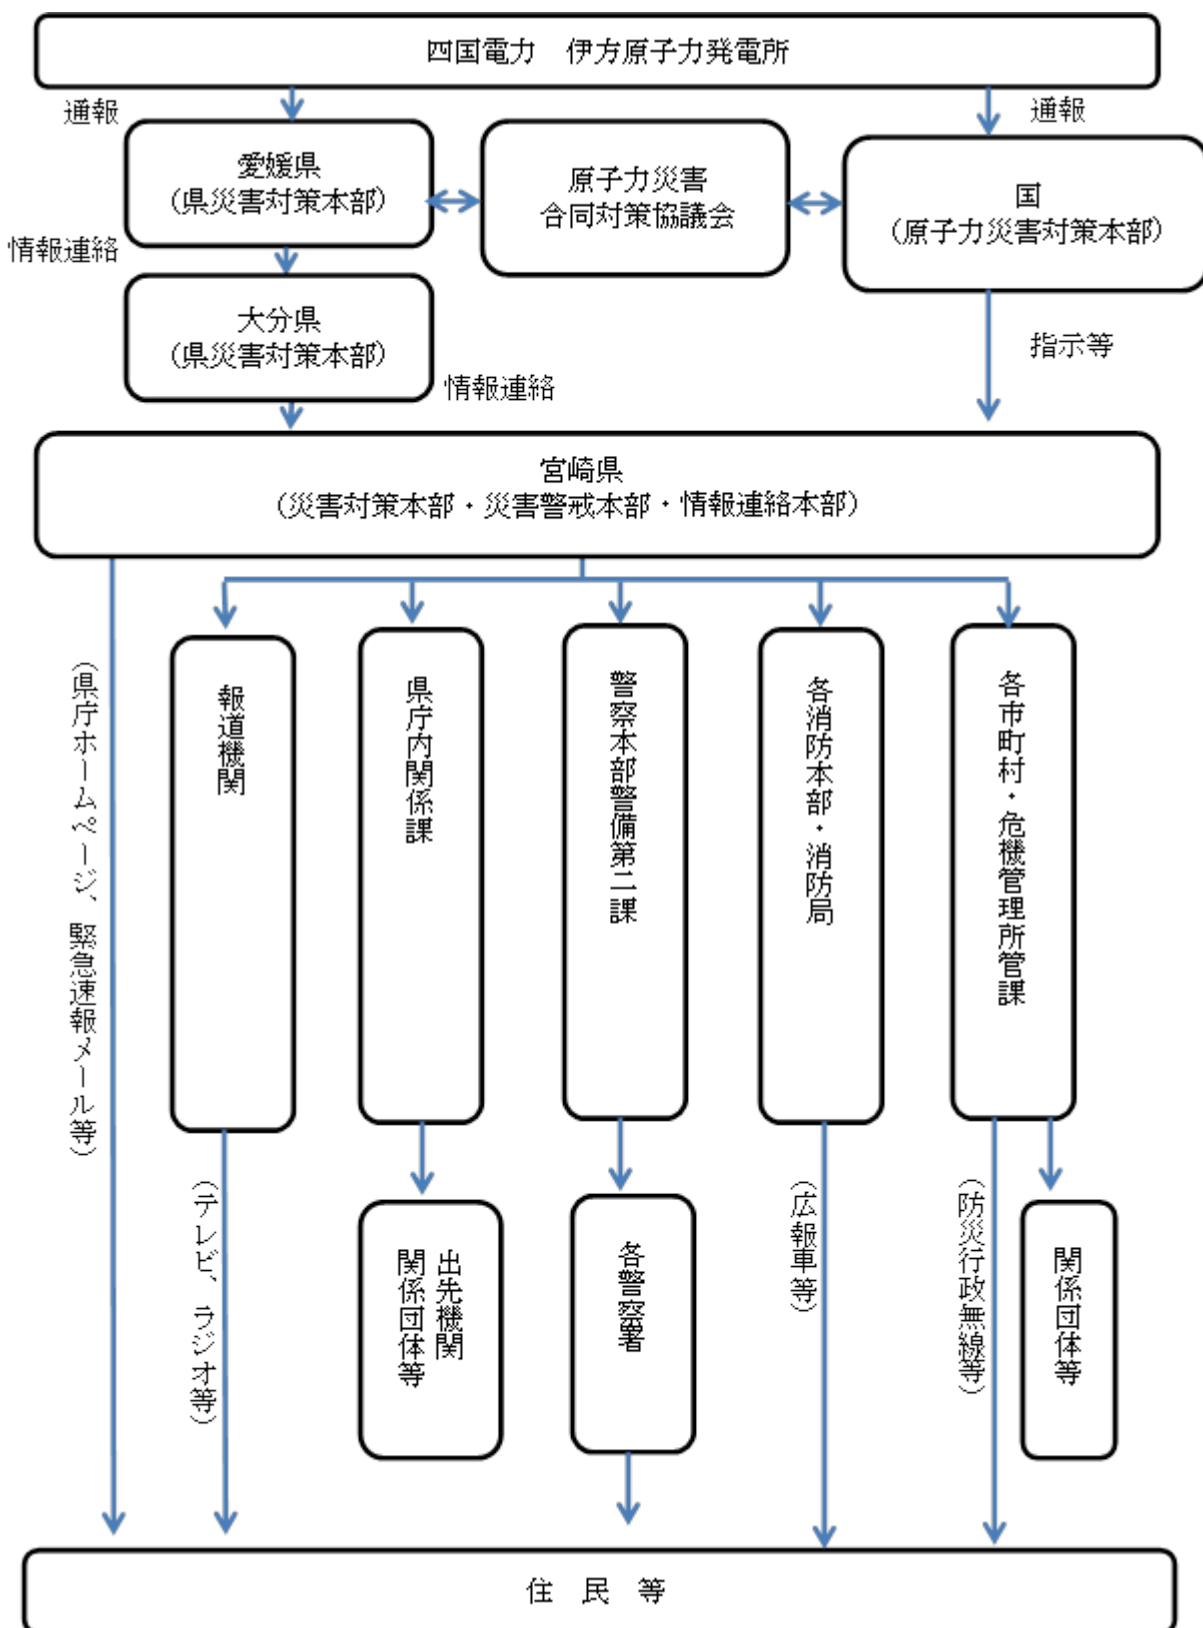 四国電力　伊方原子力発電所
通報
通報
愛媛県
（県災害対策本部）
原子力災害
合同対策協議会
国
（原子力災害対策本部）
情報連絡
大分県
（県災害対策本部）
指示等
情報連絡
宮崎県
（災害対策本部・災害警戒本部・情報連絡本部）
（県庁ホームページ、緊急速報メール等）
報道機関
県庁内関係課
警察本部警備第二課
各消防本部・消防局
各市町村・危機管理所管課
（テレビ、ラジオ等）
出先機関
関係団体等
各警察署
（広報車等）
（防災行政無線等）
関係団体等
住　民　等